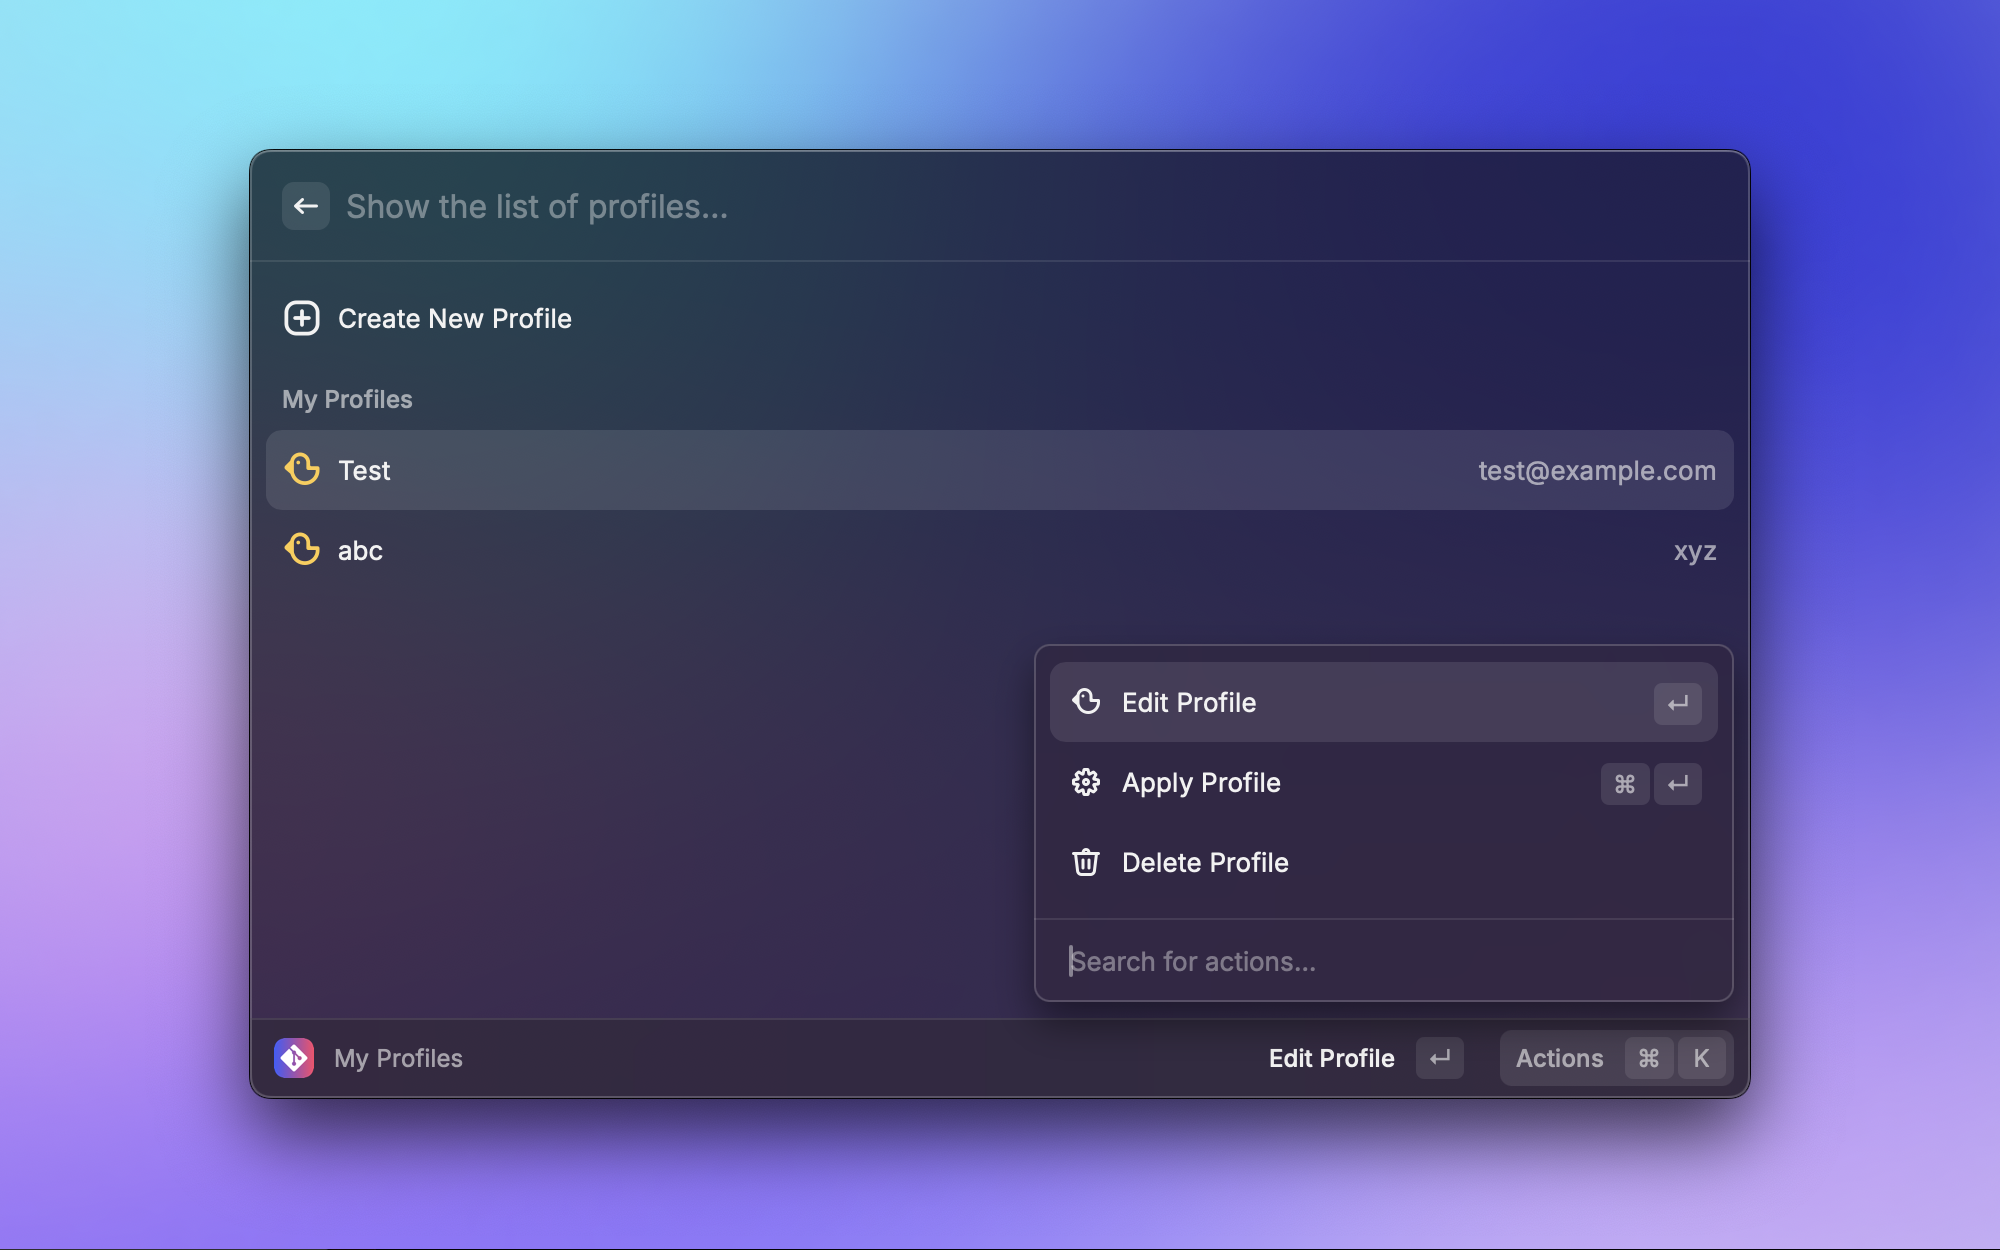 Show the list of profiles...
Create New Profile
My Profiles
Test test@example.com
abc xyz
Edit Profile ↵
Apply Profile ⌘ ↵
Delete Profile
Search for actions...
My Profiles Edit Profile ↵ Actions ⌘ K